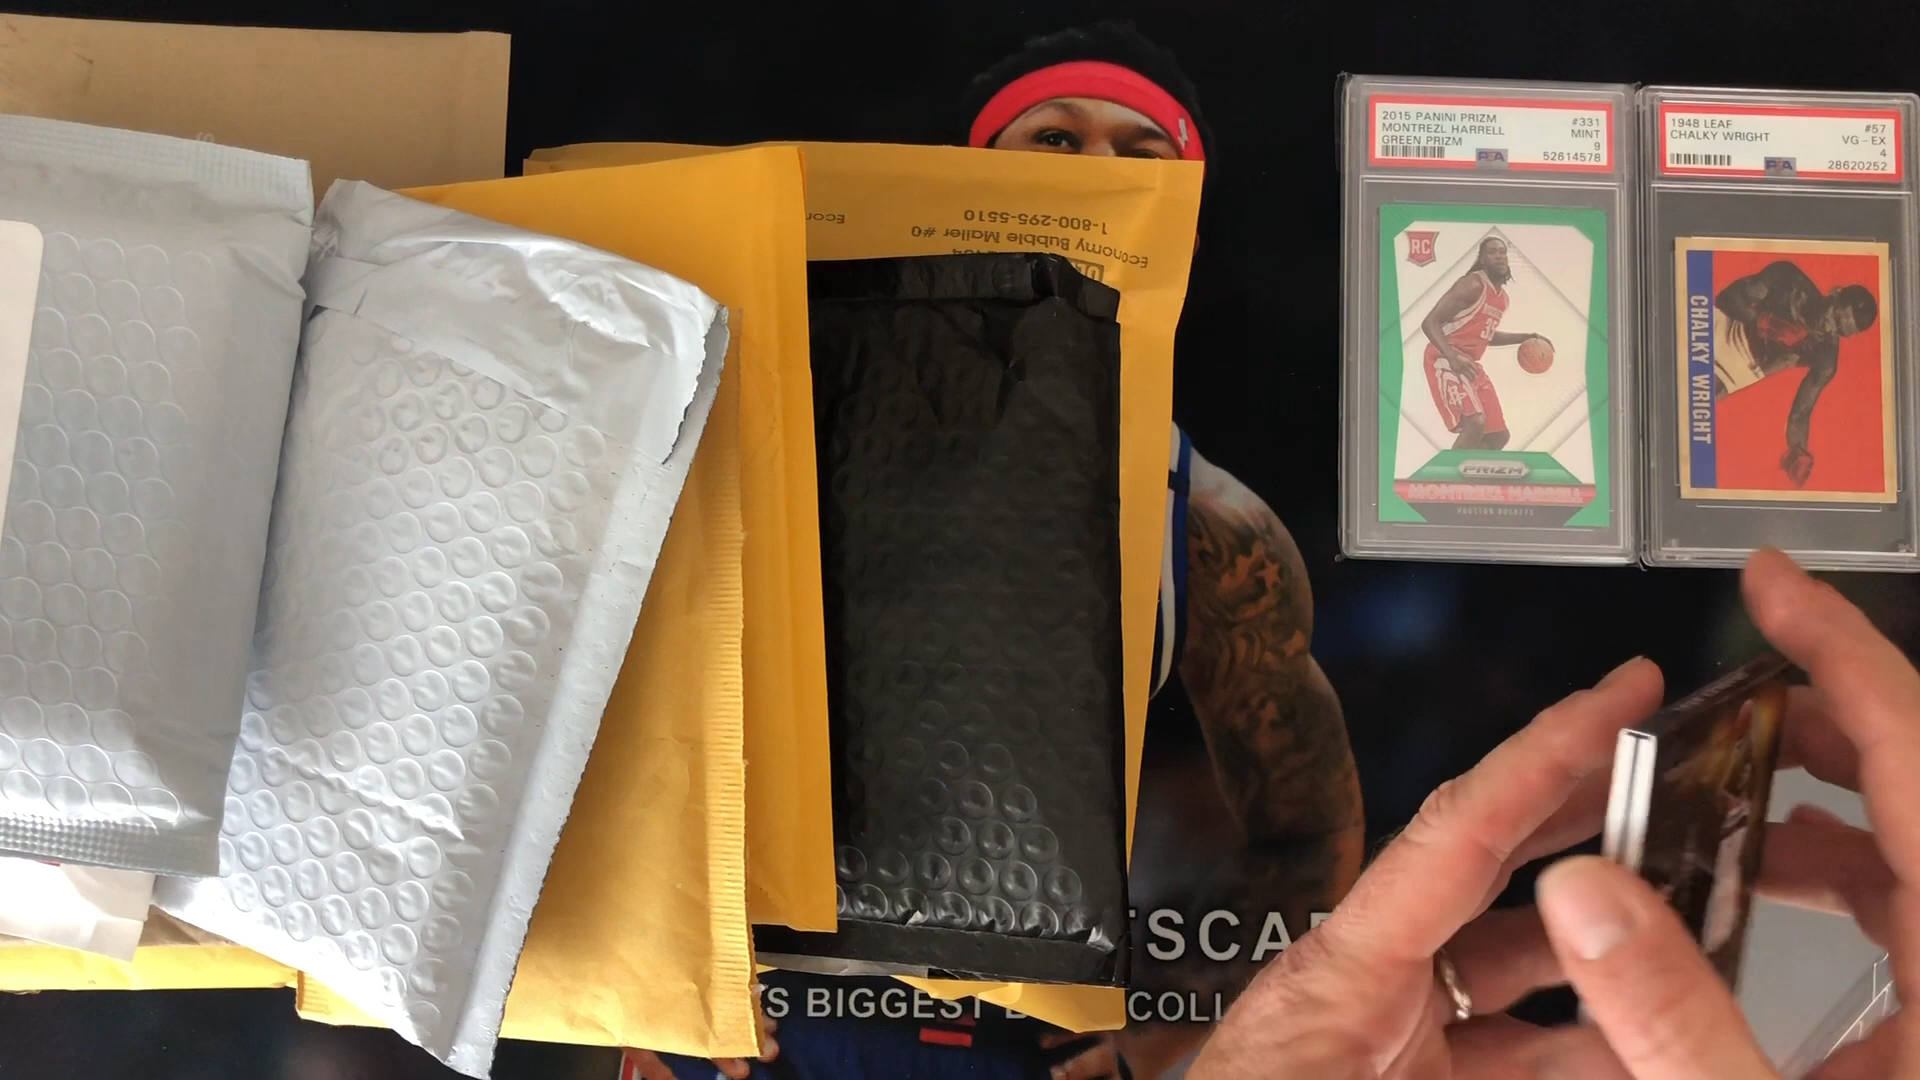 Econ
1-800-295-5510
Economy Bubble Mailer #0
2015 PANINI PRIZM #331
MONTREZL HARRELL MINT
GREEN PRIZM 9
PSA 52614578
RC
PRIZM
MONTREZL HARRELL
HOUSTON ROCKETS
1948 LEAF #57
CHALKY WRIGHT VG-EX
4
PSA 28620252
CHALKY WRIGHT
TSCA
'S BIGGEST COLL